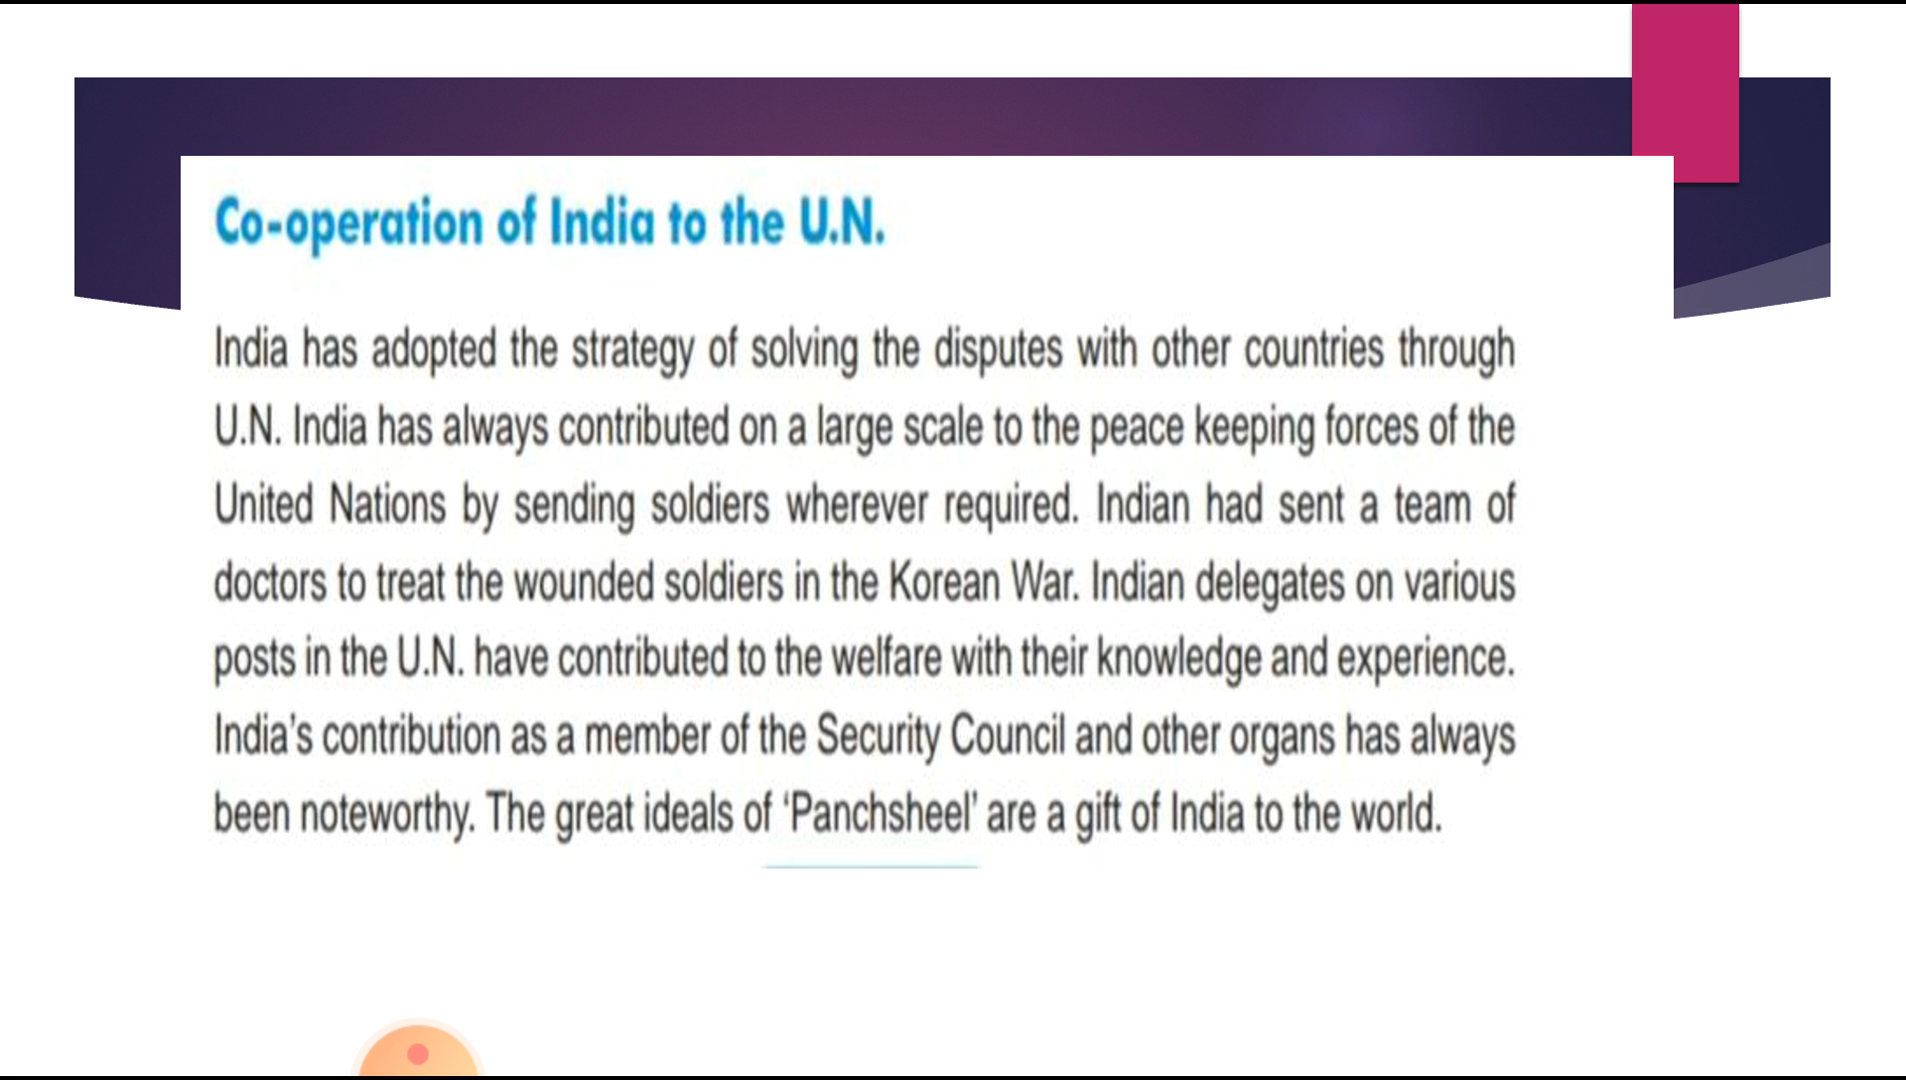 Co-operation of India to the U.N.
India has adopted the strategy of solving the disputes with other countries through
U.N. India has always contributed on a large scale to the peace keeping forces of the
United Nations by sending soldiers wherever required. Indian had sent a team of
doctors to treat the wounded soldiers in the Korean War. Indian delegates on various
posts in the U.N. have contributed to the welfare with their knowledge and experience.
India’s contribution as a member of the Security Council and other organs has always
been noteworthy. The great ideals of ‘Panchsheel’ are a gift of India to the world.